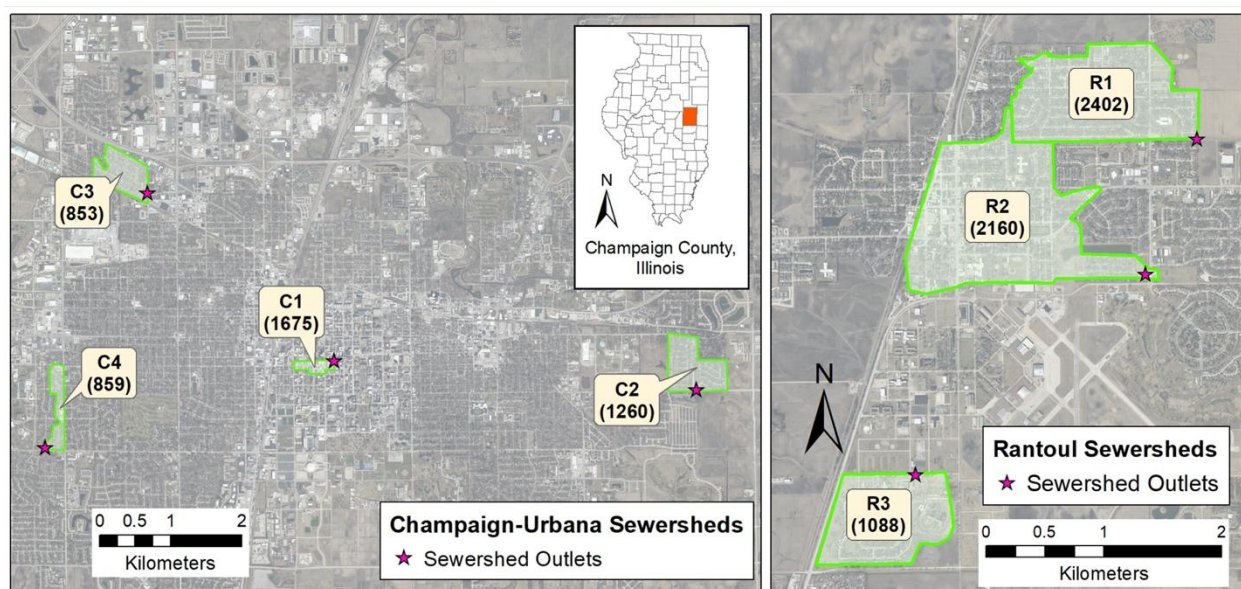 C3
(853)
C1
(1675)
C4
(859)
C2
(1260)
N
Champaign County,
Illinois
0 0.5 1 2
Kilometers
Champaign-Urbana Sewersheds
Sewershed Outlets
R1
(2402)
R2
(2160)
N
R3
(1088)
Rantoul Sewersheds
Sewershed Outlets
0 0.5 1 2
Kilometers